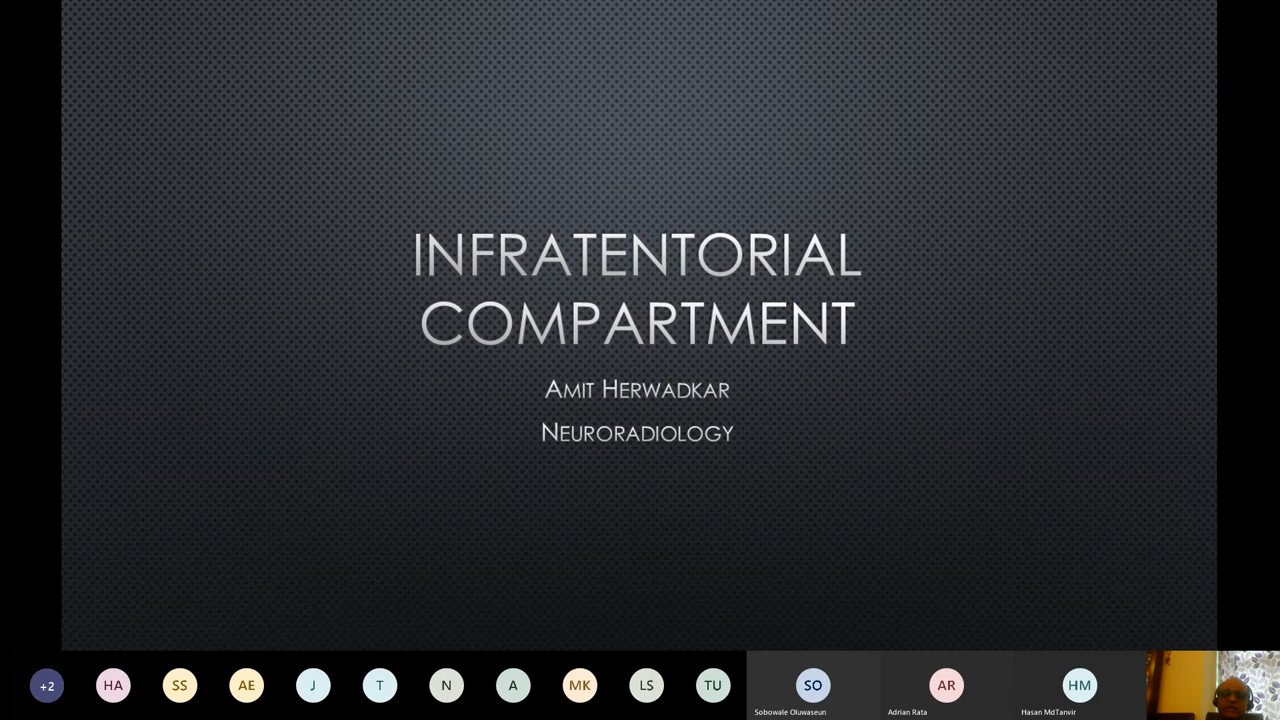 INFRATENTORIAL
COMPARTMENT
AMIT HERWADKAR
NEURORADIOLOGY
+2
HA
SS
AE
J
T
N
A
MK
LS
TU
SO
AR
HM
Sobowale Oluwaseun
Adrian Rata
Hasan MdTanvir